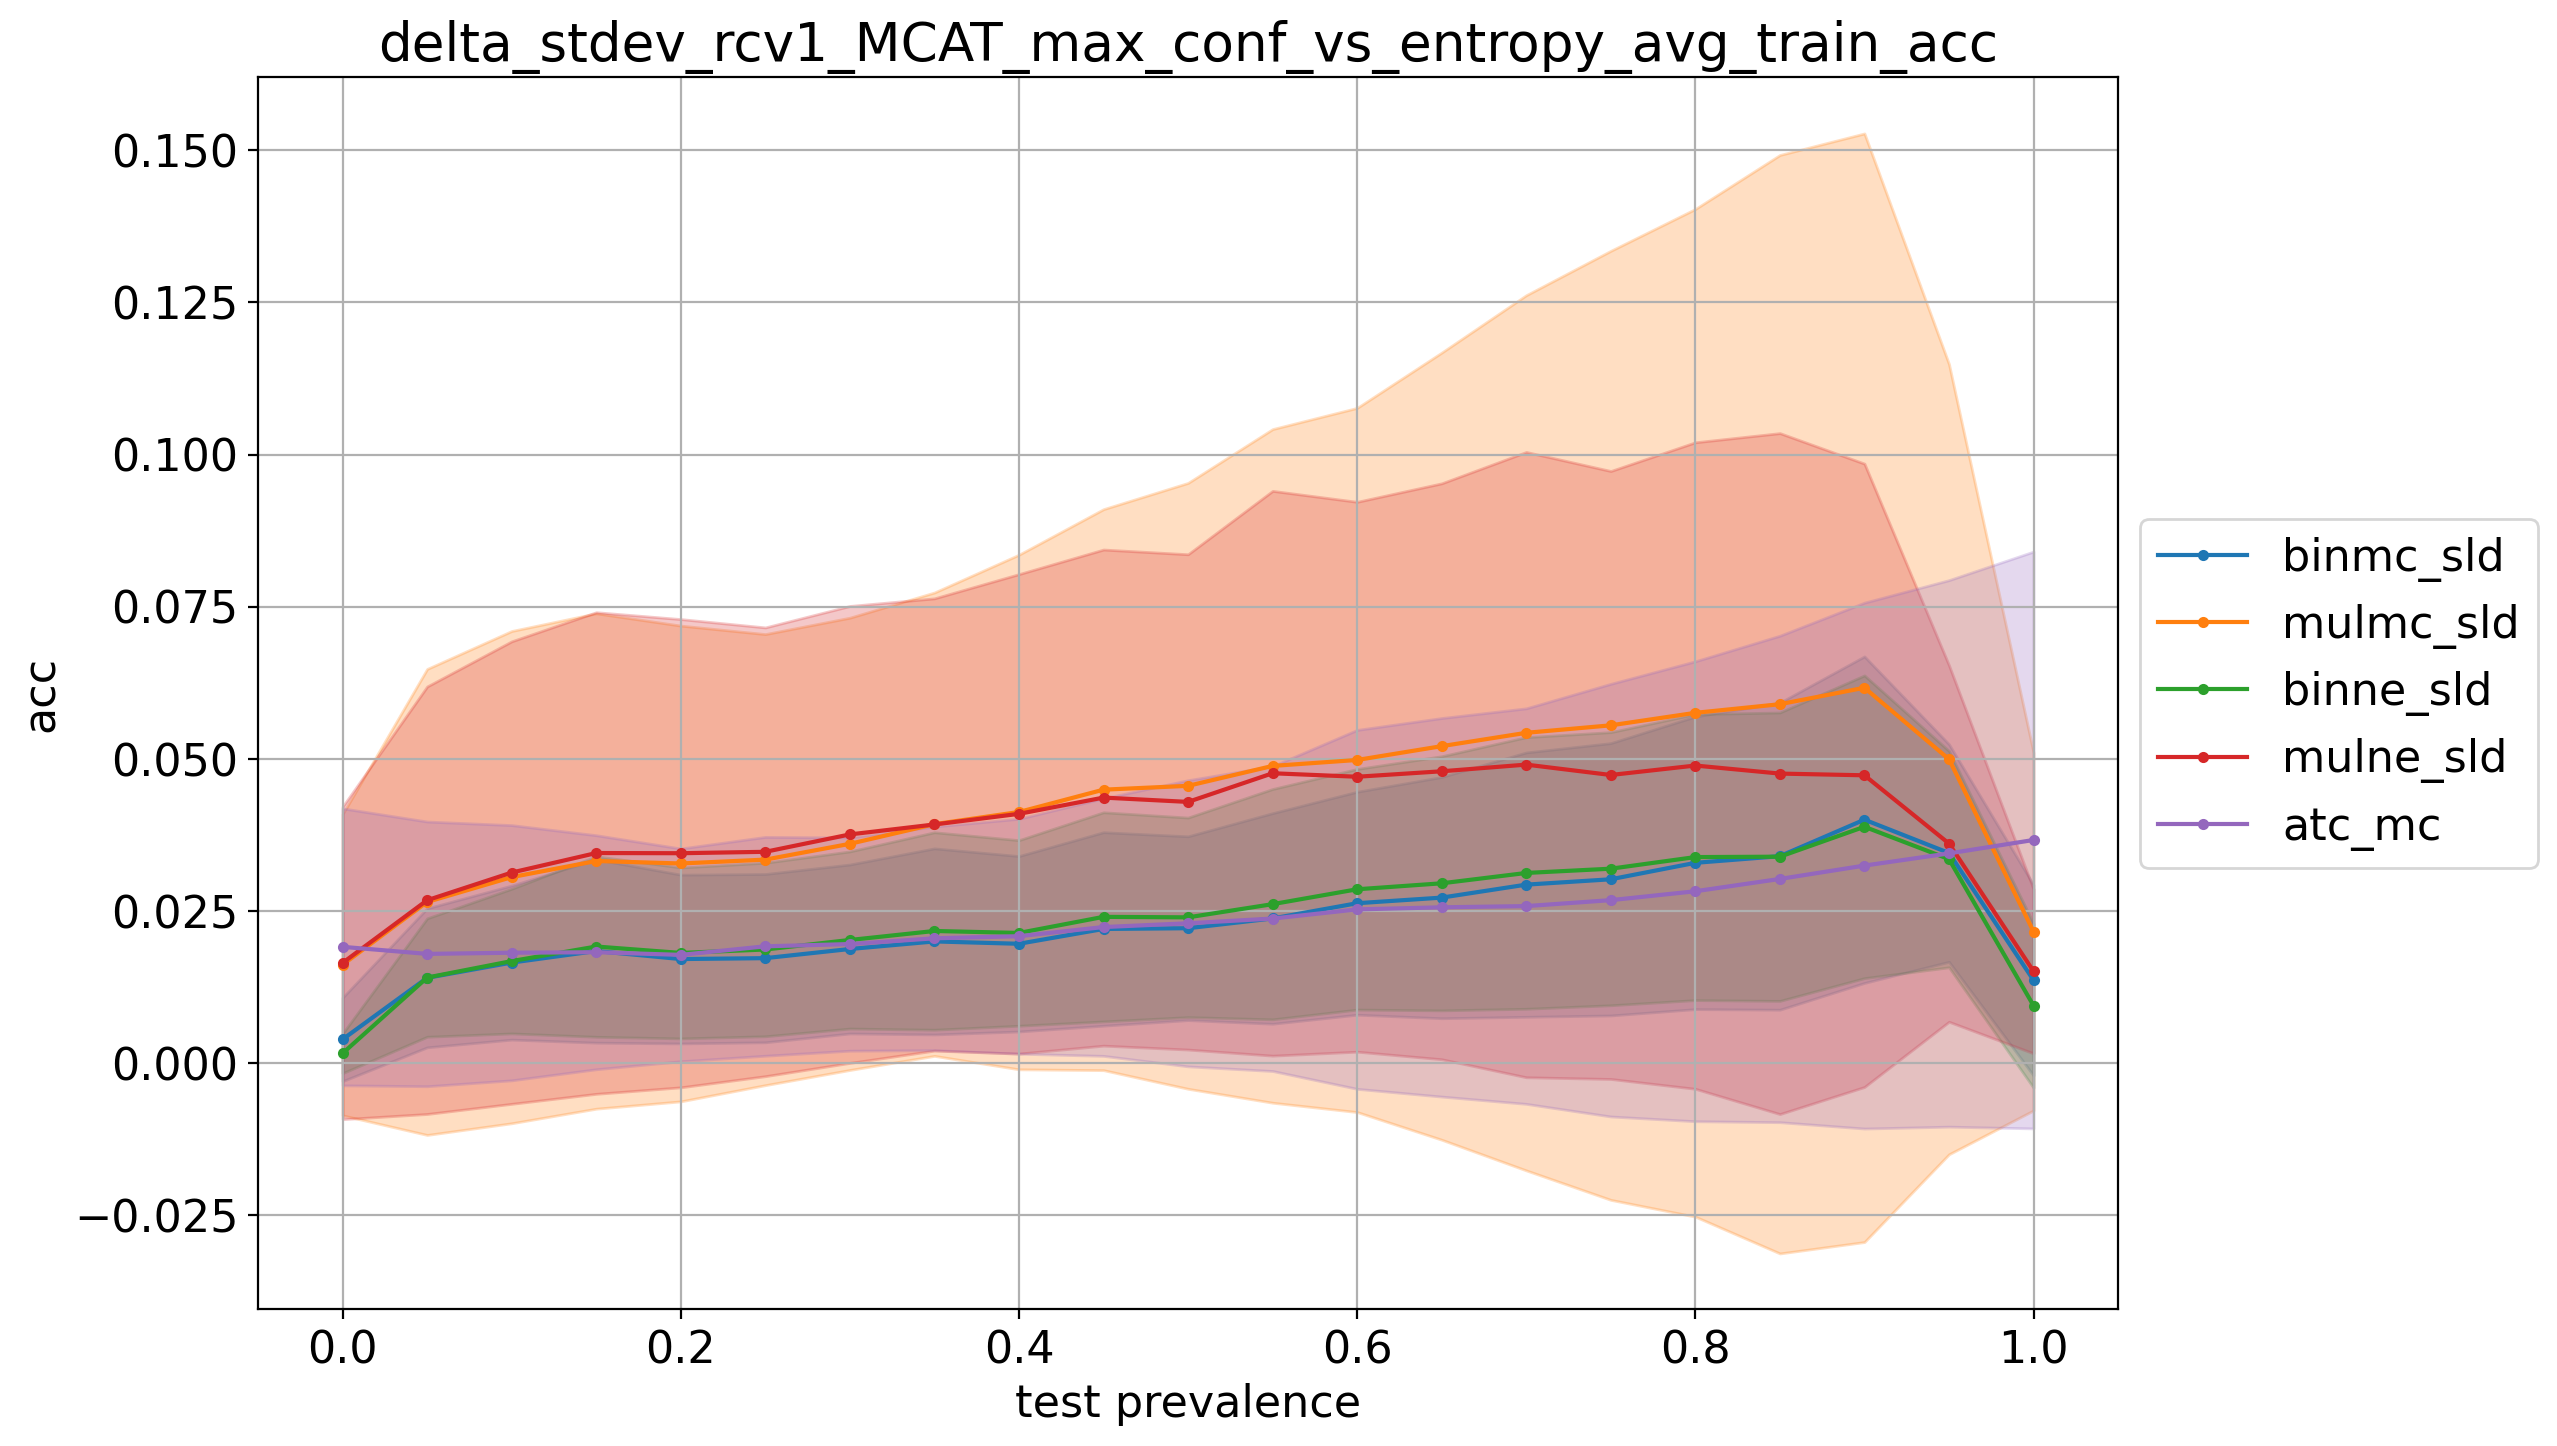 delta_stdev_rcv1_MCAT_max_conf_vs_entropy_avg_train_acc
0.150
0.125
0.100
0.075
0.050
0.025
0.000
−0.025
acc
0.0 0.2 0.4 0.6 0.8 1.0
test prevalence
binmc_sld
mulmc_sld
binne_sld
mulne_sld
atc_mc